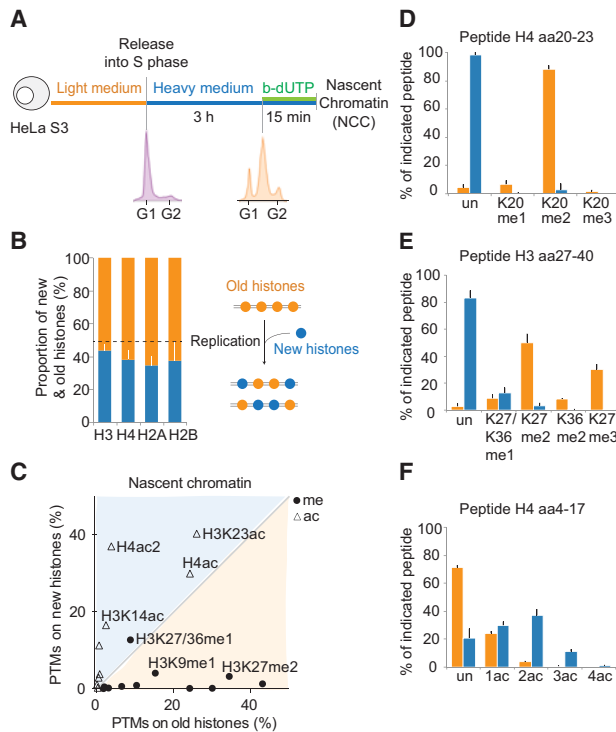 A
Release
into S phase
Light medium
Heavy medium
b-dUTP
3 h
15 min
Nascent
Chromatin
(NCC)
HeLa S3
G1 G2
G1 G2
B
Proportion of new
& old histones (%)
100
80
60
40
20
0
H3 H4 H2A H2B
Old histones
Replication
New histones
C
Nascent chromatin
me
ac
PTMs on new histones (%)
40
20
0
H3K23ac
H4ac2
H4ac
H3K14ac
H3K27/36me1
H3K9me1
H3K27me2
0 20 40
PTMs on old histones (%)
D
Peptide H4 aa20-23
% of indicated peptide
100
80
60
40
20
0
un K20 K20 K20
me1 me2 me3
E
Peptide H3 aa27-40
% of indicated peptide
100
80
60
40
20
0
un K27/ K27 K36 K27
K36 me2 me2 me3
me1
F
Peptide H4 aa4-17
% of indicated peptide
100
80
60
40
20
0
un 1ac 2ac 3ac 4ac